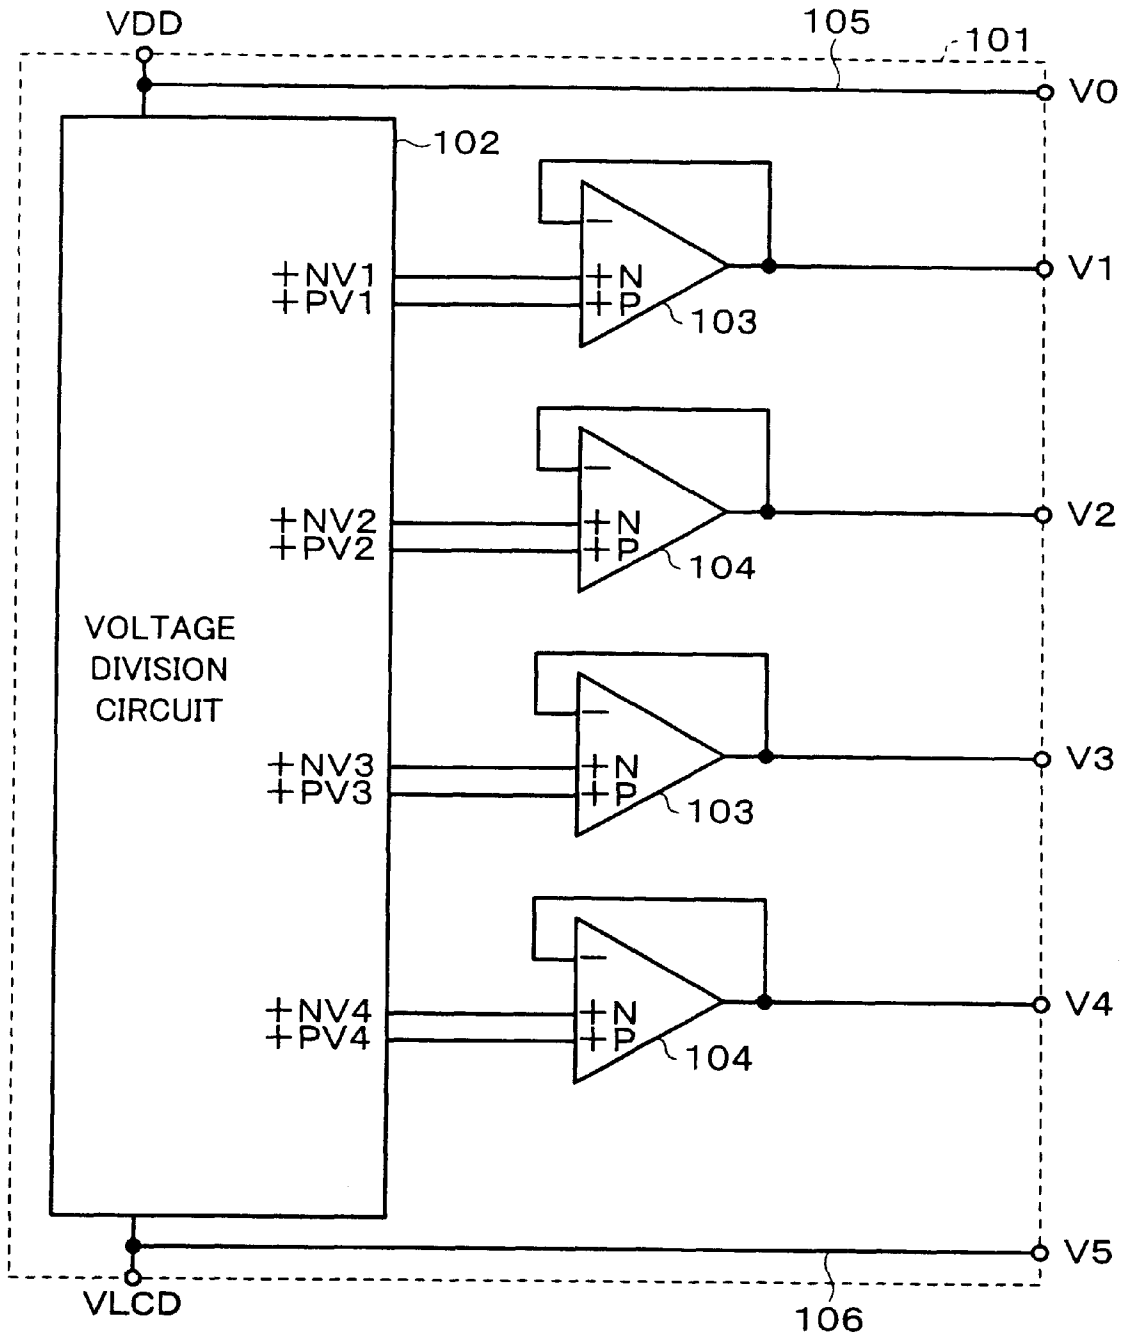 VDD
105
101
V0
102
−
+NV1
+N
V1
+PV1
+P
103
−
+NV2
+N
V2
+PV2
+P
104
VOLTAGE
DIVISION
CIRCUIT
−
+NV3
+N
V3
+PV3
+P
103
−
+NV4
+N
V4
+PV4
+P
104
V5
VLCD
106